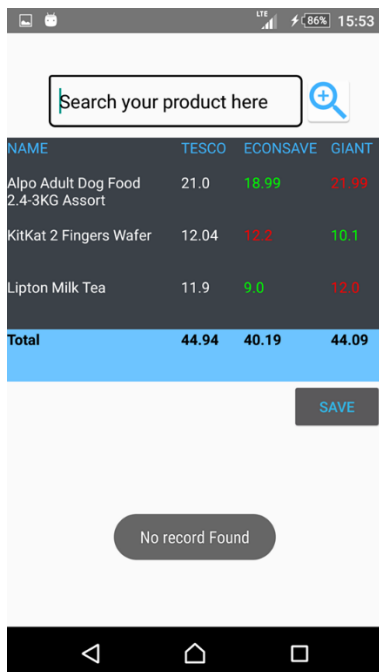 LTE 86% 15:53
Search your product here
NAME TESCO ECONSAVE GIANT
Alpo Adult Dog Food 21.0 18.99 21.99
2.4-3KG Assort
KitKat 2 Fingers Wafer 12.04 12.2 10.1
Lipton Milk Tea 11.9 9.0 12.0
Total 44.94 40.19 44.09
SAVE
No record Found